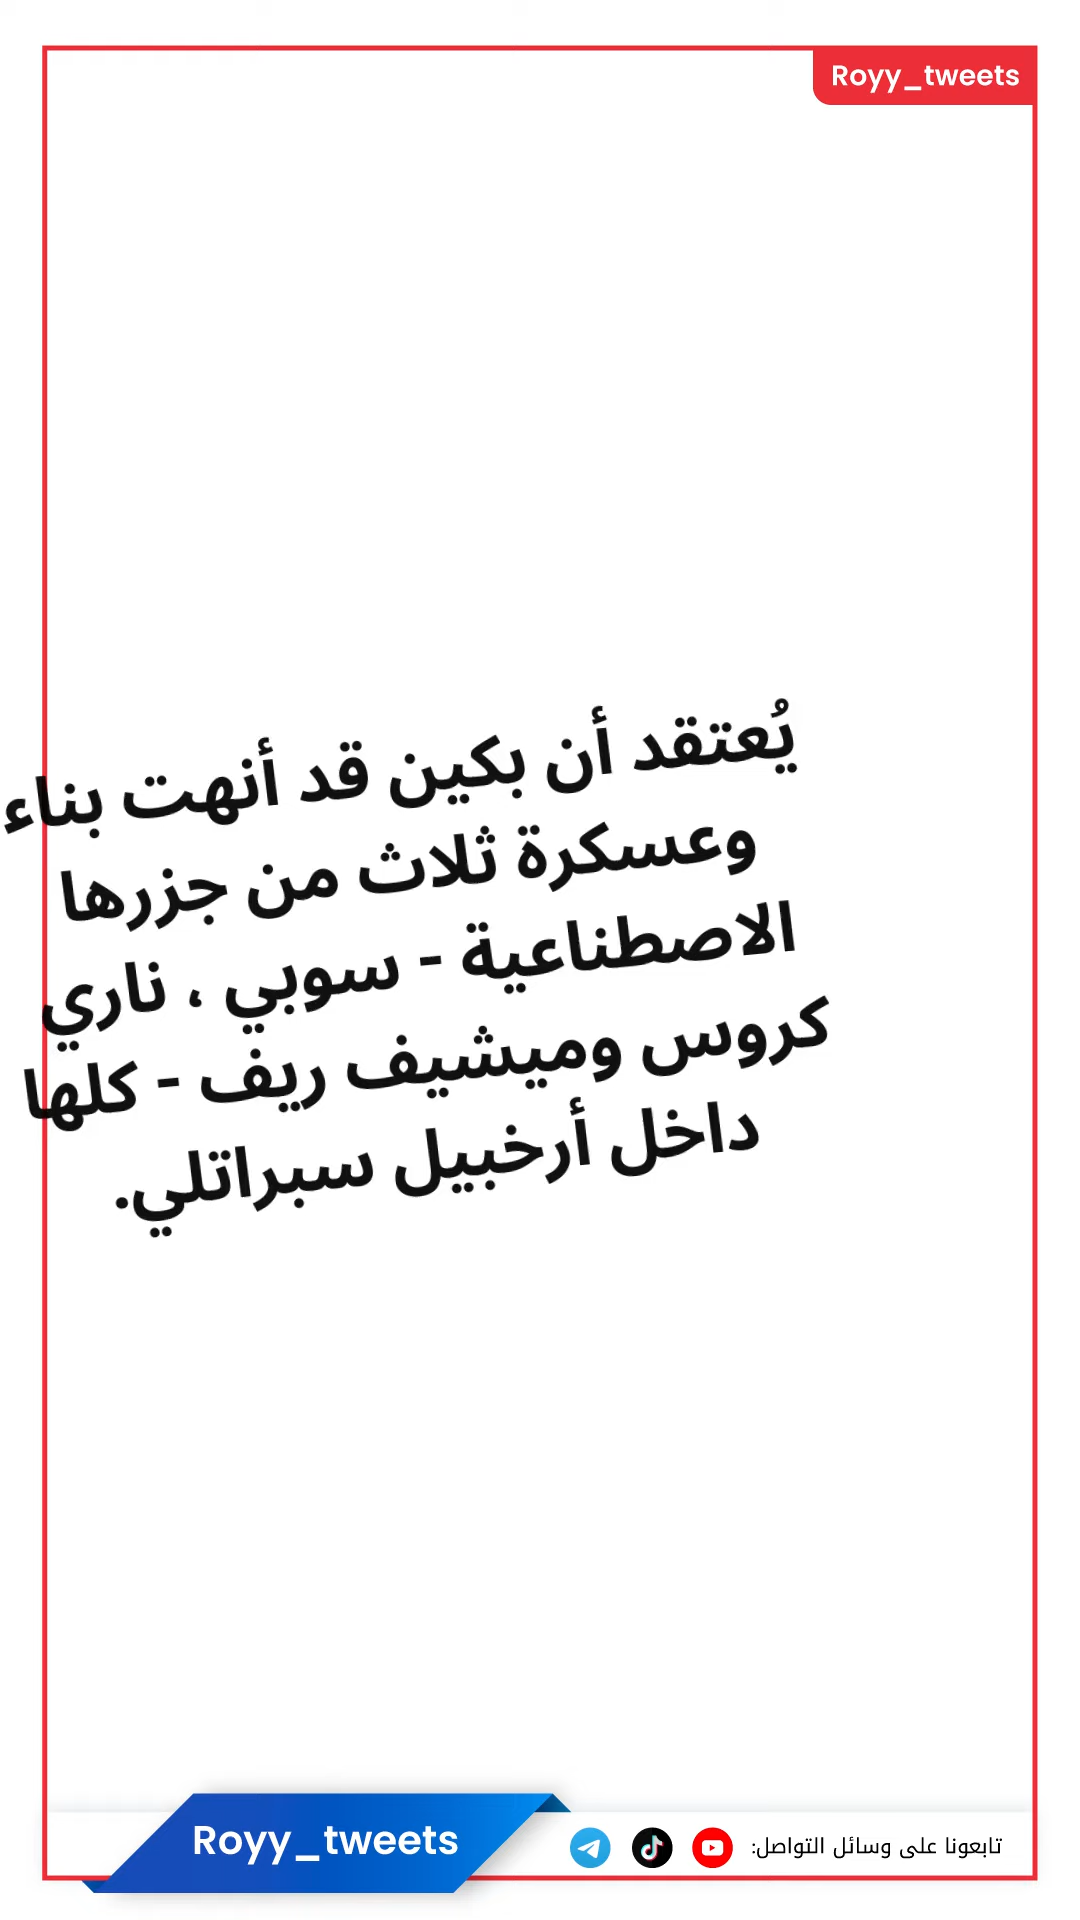 Royy_tweets
يُعتقد أن بكين قد أنهت بناء
وعسكرة ثلاث من جزرها
الاصطناعية - سوبي ، ناري
كروس وميشيف ريف - كلها
داخل أرخبيل سبراتلي.
Royy_tweets
تابعونا على وسائل التواصل: